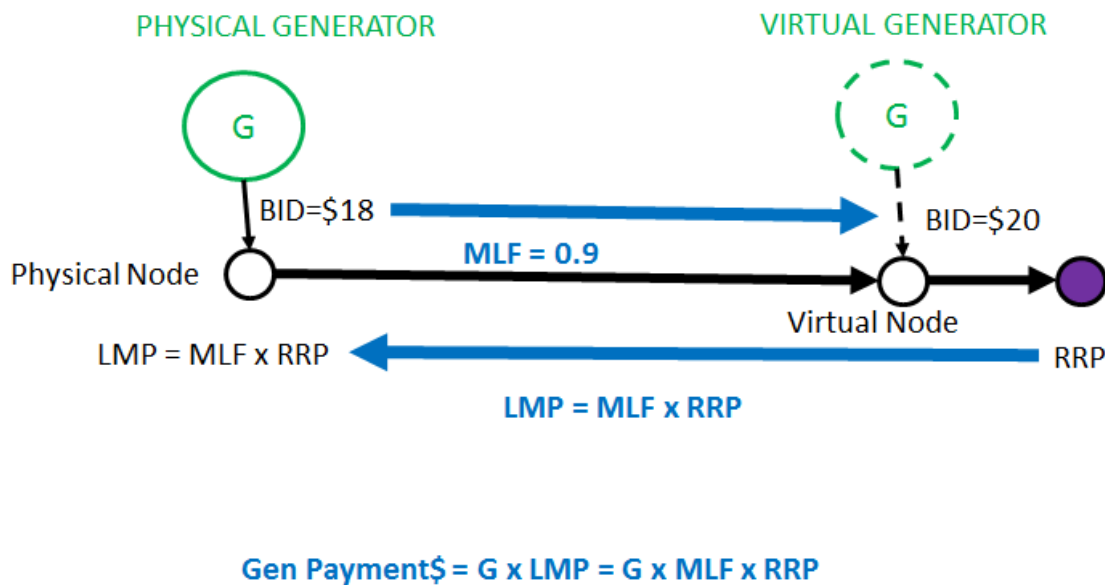 PHYSICAL GENERATOR
VIRTUAL GENERATOR
G
G
BID=$18
BID=$20
MLF = 0.9
Physical Node
Virtual Node
LMP = MLF x RRP
RRP
LMP = MLF x RRP
Gen Payment$ = G x LMP = G x MLF x RRP